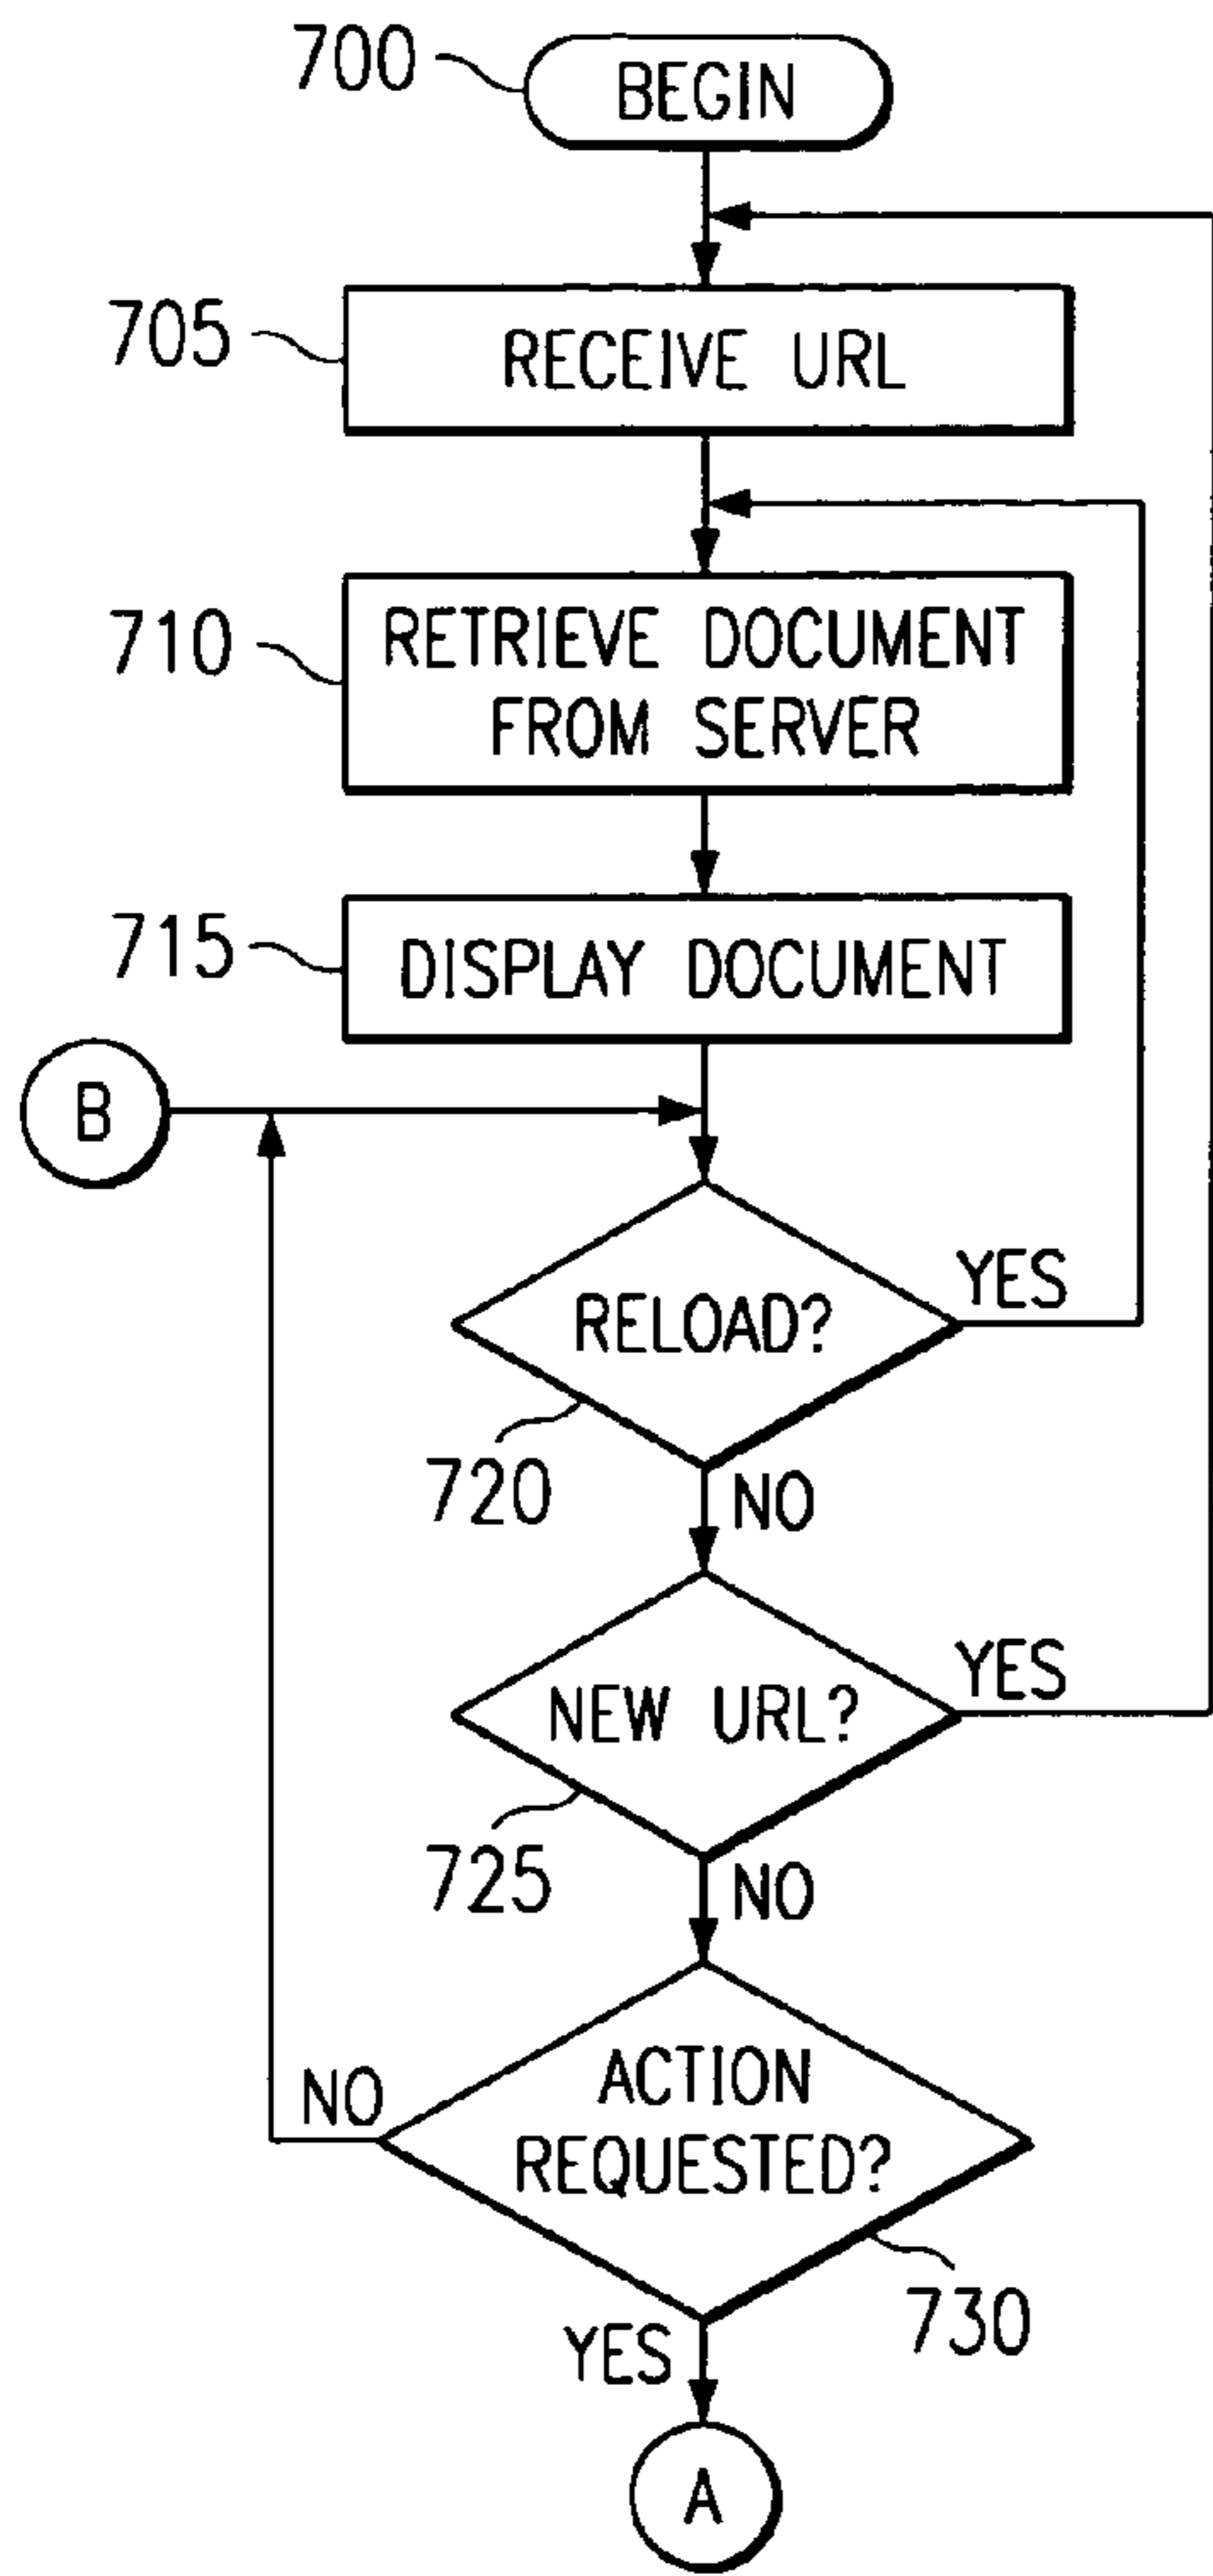 700
BEGIN
705
RECEIVE URL
710
RETRIEVE DOCUMENT
FROM SERVER
715
DISPLAY DOCUMENT
B
RELOAD?
YES
720
NO
NEW URL?
YES
725
NO
ACTION
REQUESTED?
NO
730
YES
A